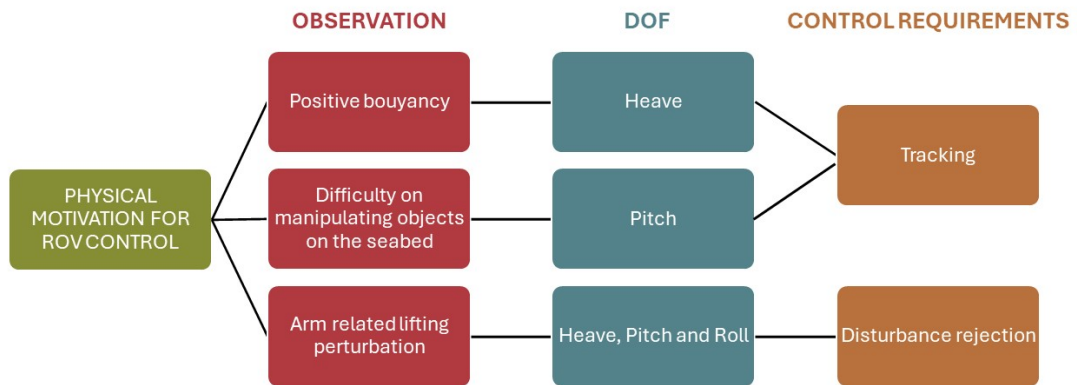 OBSERVATION
DOF
CONTROL REQUIREMENTS
Positive bouyancy
Heave
Tracking
PHYSICAL
MOTIVATION FOR
ROV CONTROL
Difficulty on
manipulating objects
on the seabed
Pitch
Arm related lifting
perturbation
Heave, Pitch and Roll
Disturbance rejection